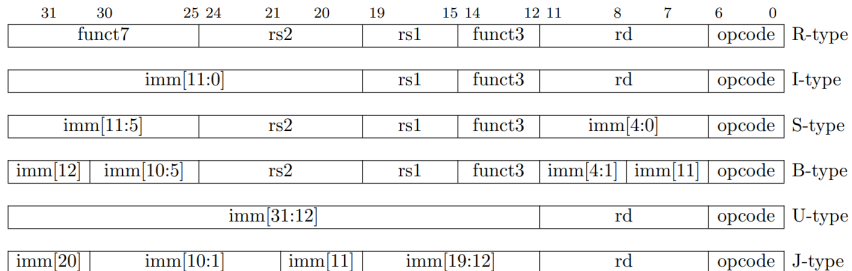 31 30 25 24 21 20 19 15 14 12 11 8 7 6 0
funct7 rs2 rs1 funct3 rd opcode R-type
imm[11:0] rs1 funct3 rd opcode I-type
imm[11:5] rs2 rs1 funct3 imm[4:0] opcode S-type
imm[12] imm[10:5] rs2 rs1 funct3 imm[4:1] imm[11] opcode B-type
imm[31:12] rd opcode U-type
imm[20] imm[10:1] imm[11] imm[19:12] rd opcode J-type